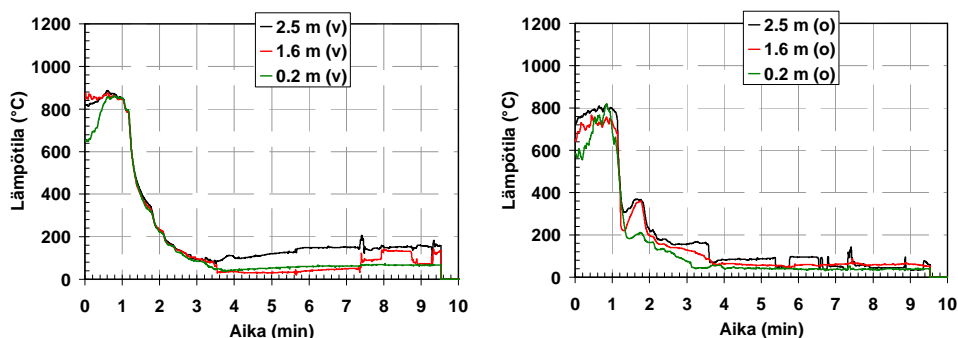 1200
1000
800
600
400
200
0
Lämpötila (°C)
2.5 m (v)
1.6 m (v)
0.2 m (v)
0 1 2 3 4 5 6 7 8 9 10
Aika (min)
1200
1000
800
600
400
200
0
Lämpötila (°C)
2.5 m (o)
1.6 m (o)
0.2 m (o)
0 1 2 3 4 5 6 7 8 9 10
Aika (min)